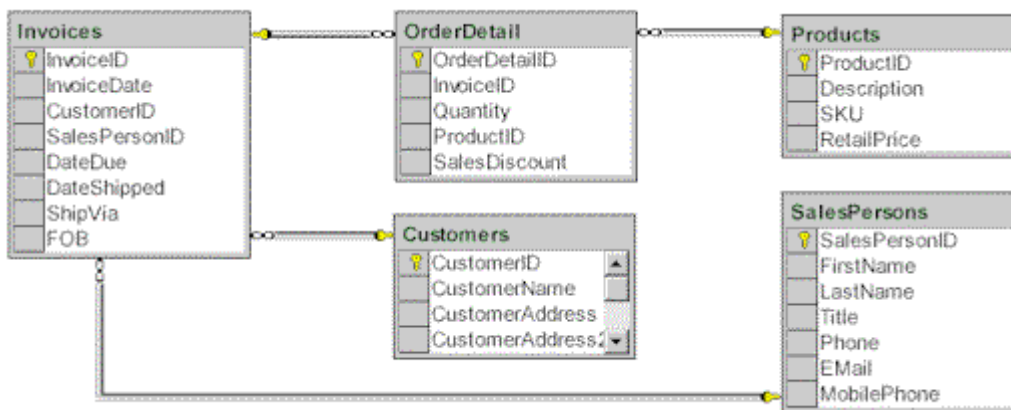 Invoices
InvoiceID
InvoiceDate
CustomerID
SalesPersonID
DateDue
DateShipped
ShipVia
FOB
OrderDetail
OrderDetailID
InvoiceID
Quantity
ProductID
SalesDiscount
Products
ProductID
Description
SKU
RetailPrice
Customers
CustomerID
CustomerName
CustomerAddress
CustomerAddress2
SalesPersons
SalesPersonID
FirstName
LastName
Title
Phone
EMail
MobilePhone